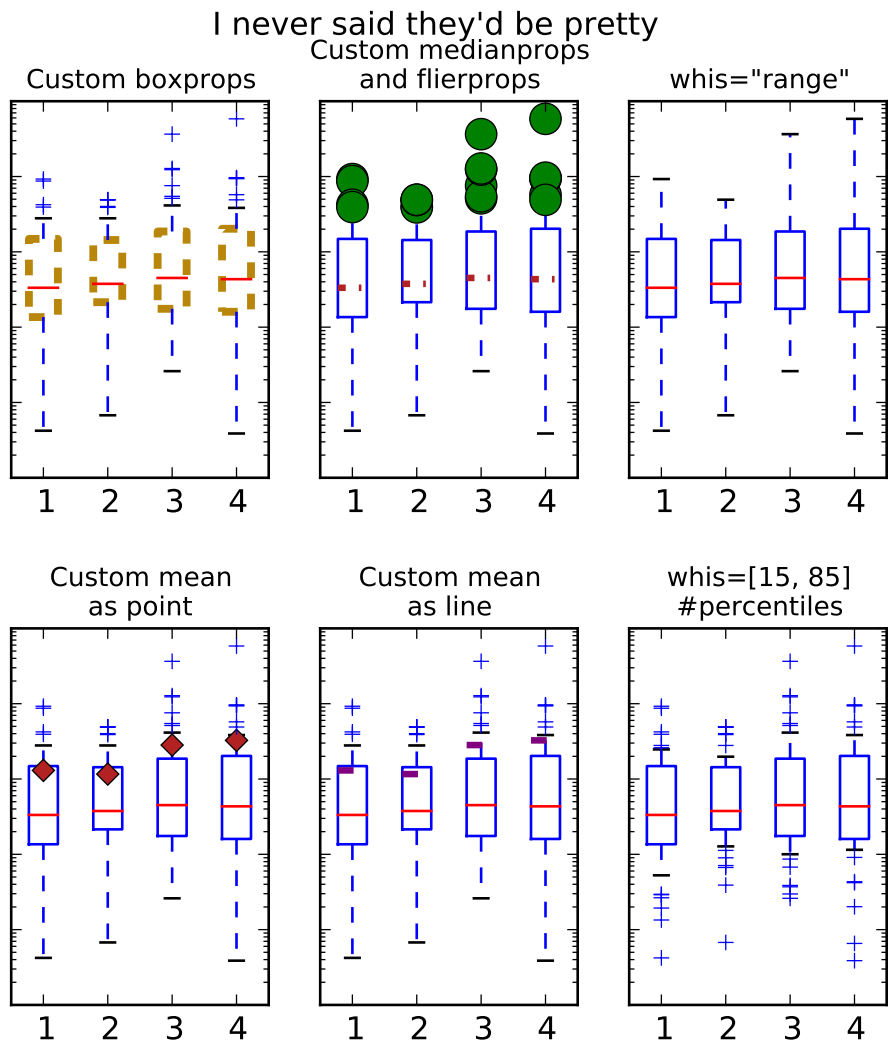 I never said they'd be pretty
Custom boxprops
Custom medianprops
and flierprops
whis="range"
1 2 3 4
1 2 3 4
1 2 3 4
Custom mean
as point
Custom mean
as line
whis=[15, 85]
#percentiles
1 2 3 4
1 2 3 4
1 2 3 4